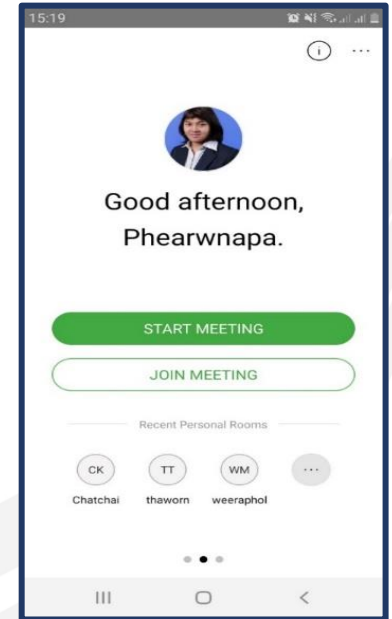 15:19
Good afternoon,
Phearwnapa.
START MEETING
JOIN MEETING
Recent Personal Rooms
CK TT WM
Chatchai thaworn weeraphol